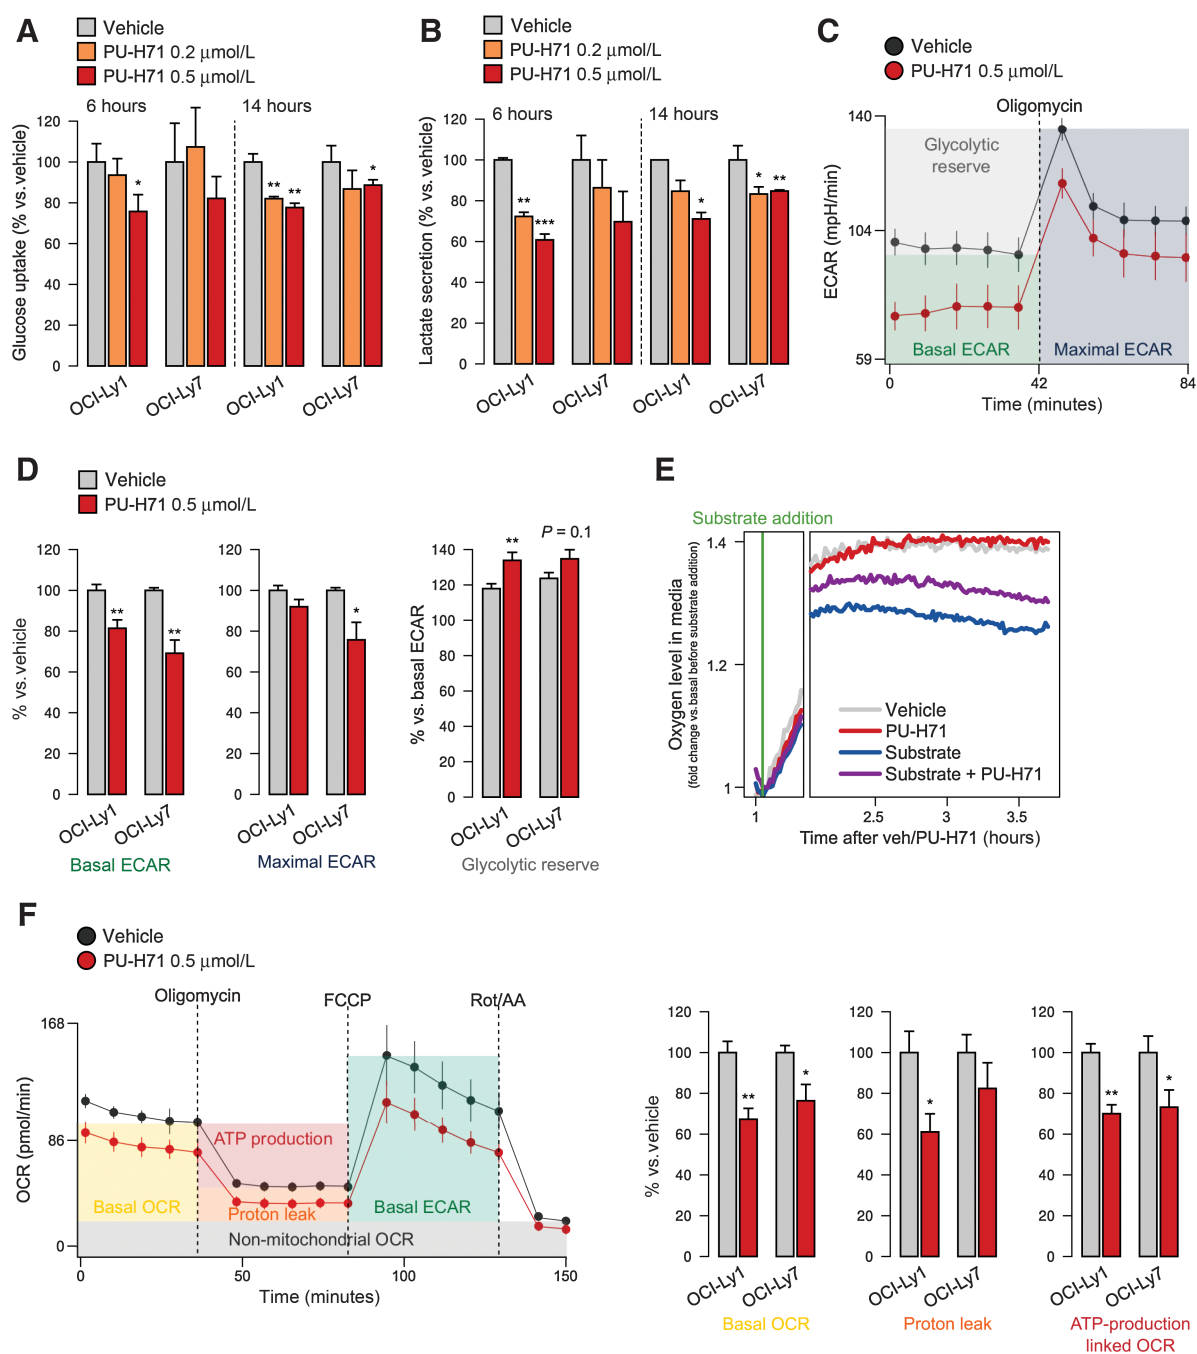 A
Vehicle
PU-H71 0.2 μmol/L
PU-H71 0.5 μmol/L
6 hours
14 hours
Glucose uptake (% vs. vehicle)
120
100
80
60
40
20
0
*
**
**
*
OCI-Ly1
OCI-Ly7
OCI-Ly1
OCI-Ly7
B
Vehicle
PU-H71 0.2 μmol/L
PU-H71 0.5 μmol/L
6 hours
14 hours
Lactate secretion (% vs. vehicle)
120
100
80
60
40
20
0
**
***
*
*
**
OCI-Ly1
OCI-Ly7
OCI-Ly1
OCI-Ly7
C
Vehicle
PU-H71 0.5 μmol/L
Oligomycin
Glycolytic
reserve
ECAR (mpH/min)
140
104
59
Basal ECAR
Maximal ECAR
0
42
84
Time (minutes)
D
Vehicle
PU-H71 0.5 μmol/L
% vs. vehicle
120
100
80
60
40
20
0
**
**
OCI-Ly1
OCI-Ly7
Basal ECAR
120
100
80
60
40
20
0
*
OCI-Ly1
OCI-Ly7
Maximal ECAR
% vs. basal ECAR
140
120
100
80
60
40
20
0
**
P = 0.1
OCI-Ly1
OCI-Ly7
Glycolytic reserve
E
Substrate addition
Oxygen level in media
(fold change vs. basal before substrate addition)
1.4
1.2
1
Vehicle
PU-H71
Substrate
Substrate + PU-H71
1
2.5
3
3.5
Time after veh/PU-H71 (hours)
F
Vehicle
PU-H71 0.5 μmol/L
Oligomycin
FCCP
Rot/AA
OCR (pmol/min)
168
86
0
ATP production
Basal OCR
Proton leak
Basal ECAR
Non-mitochondrial OCR
0
50
100
150
Time (minutes)
% vs. vehicle
120
100
80
60
40
20
0
**
*
OCI-Ly1
OCI-Ly7
Basal OCR
120
100
80
60
40
20
0
*
OCI-Ly1
OCI-Ly7
Proton leak
120
100
80
60
40
20
0
**
*
OCI-Ly1
OCI-Ly7
ATP-production
linked OCR